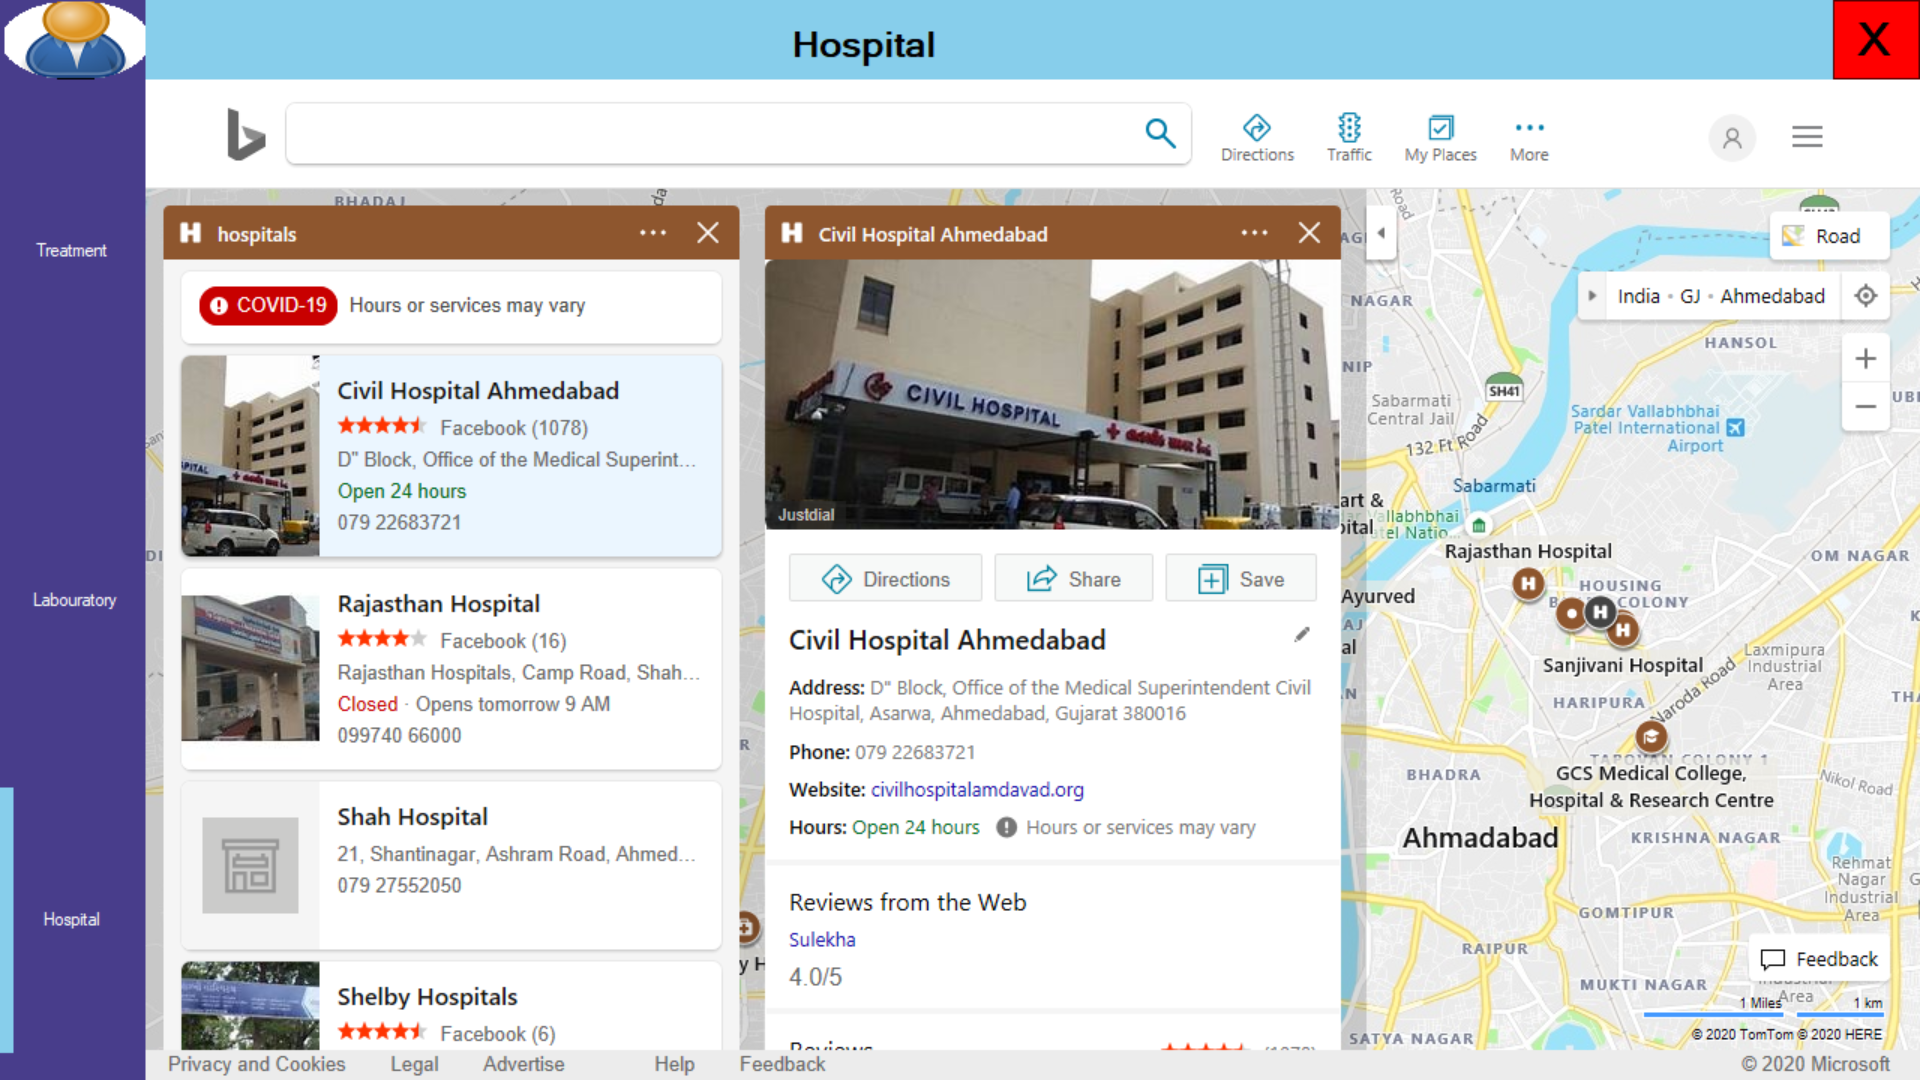 Hospital
X
Treatment
Labouratory
Hospital
Directions
Traffic
My Places
More
hospitals
COVID-19 Hours or services may vary
Civil Hospital Ahmedabad
Facebook (1078)
D" Block, Office of the Medical Superint...
Open 24 hours
079 22683721
Rajasthan Hospital
Facebook (16)
Rajasthan Hospitals, Camp Road, Shah...
Closed · Opens tomorrow 9 AM
099740 66000
Shah Hospital
21, Shantinagar, Ashram Road, Ahmed...
079 27552050
Shelby Hospitals
Facebook (6)
Civil Hospital Ahmedabad
CIVIL HOSPITAL
Justdial
Directions
Share
Save
Civil Hospital Ahmedabad
Address: D" Block, Office of the Medical Superintendent Civil
Hospital, Asarwa, Ahmedabad, Gujarat 380016
Phone: 079 22683721
Website: civilhospitalamdavad.org
Hours: Open 24 hours Hours or services may vary
Reviews from the Web
Sulekha
4.0/5
Reviews
BHADAJ
Road
Road
India · GJ · Ahmedabad
NAGAR
HANSOL
SH41
Sabarmati
Central Jail
132 Ft Road
Sardar Vallabhbhai
Patel International
Airport
Sabarmati
Rajasthan Hospital
OM NAGAR
HOUSING
COLONY
Ayurved
Sanjivani Hospital
Laxmipura
Industrial
Area
HARIPURA
Naroda Road
TAPOVAN COLONY 1
BHADRA
GCS Medical College,
Hospital & Research Centre
Nikol Road
Ahmadabad
KRISHNA NAGAR
Rehmat
Nagar
Industrial
Area
GOMTIPUR
RAIPUR
Feedback
MUKTI NAGAR
Area
1 Miles
1 km
SATYA NAGAR
© 2020 TomTom © 2020 HERE
Privacy and Cookies
Legal
Advertise
Help
Feedback
© 2020 Microsoft